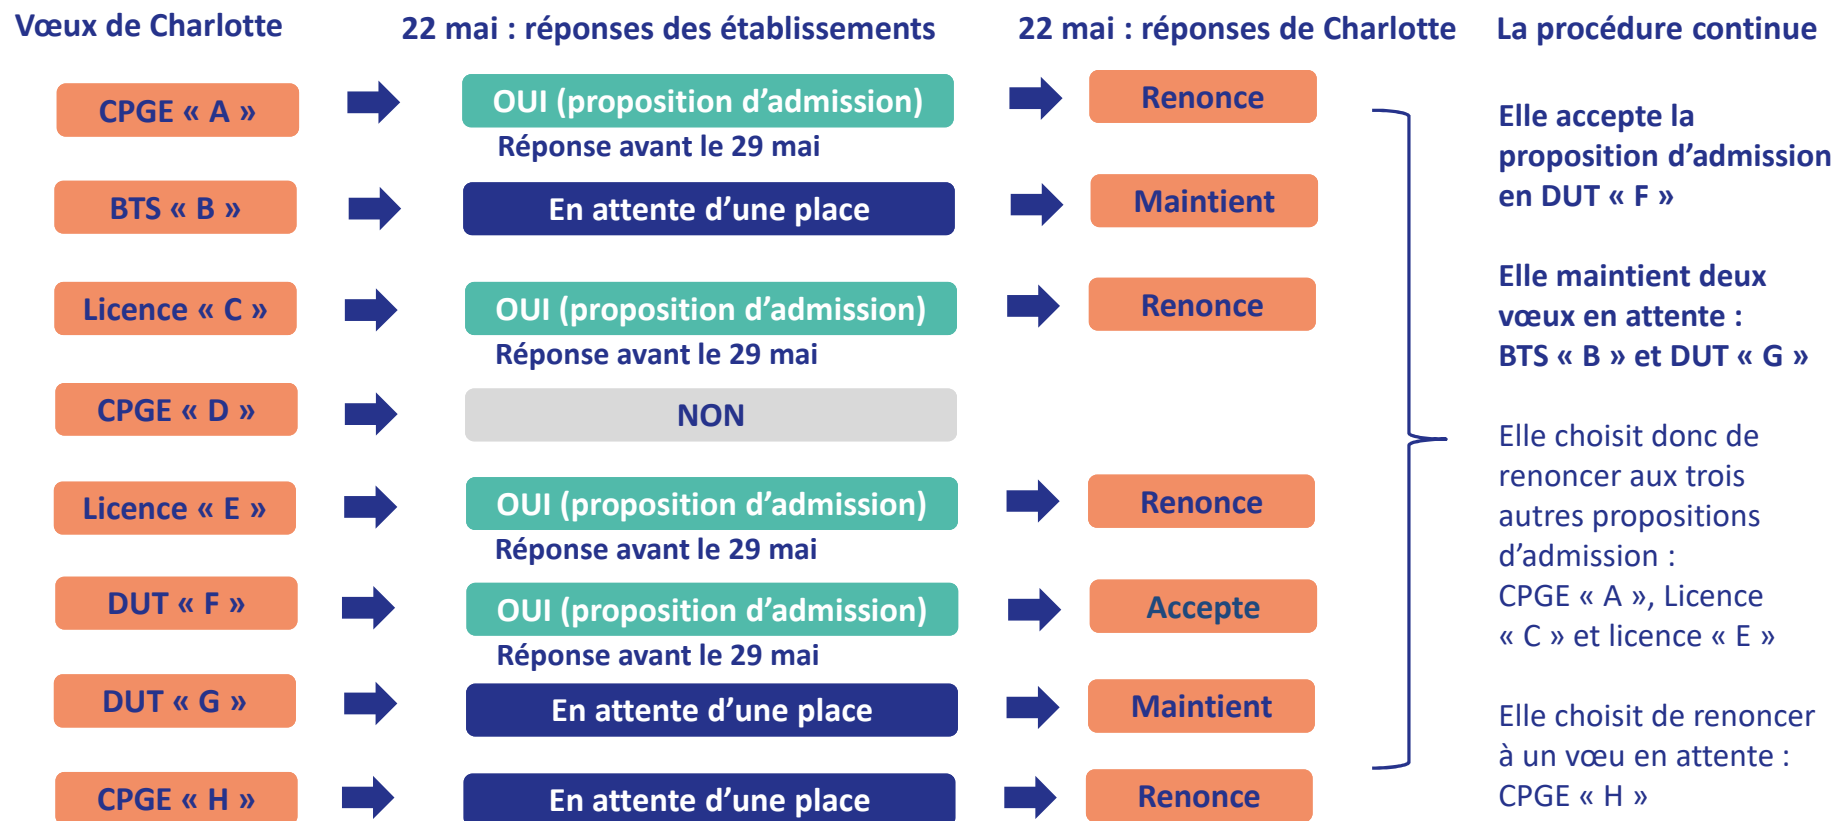 Vœux de Charlotte
22 mai : réponses des établissements
22 mai : réponses de Charlotte
La procédure continue
CPGE « A »
OUI (proposition d’admission)
Réponse avant le 29 mai
Renonce
BTS « B »
En attente d’une place
Maintient
Licence « C »
OUI (proposition d’admission)
Réponse avant le 29 mai
Renonce
CPGE « D »
NON
Licence « E »
OUI (proposition d’admission)
Réponse avant le 29 mai
Renonce
DUT « F »
OUI (proposition d’admission)
Réponse avant le 29 mai
Accepte
DUT « G »
En attente d’une place
Maintient
CPGE « H »
En attente d’une place
Renonce
Elle accepte la
proposition d’admission
en DUT « F »
Elle maintient deux
vœux en attente :
BTS « B » et DUT « G »
Elle choisit donc de
renoncer aux trois
autres propositions
d’admission :
CPGE « A », Licence
« C » et licence « E »
Elle choisit de renoncer
à un vœu en attente :
CPGE « H »